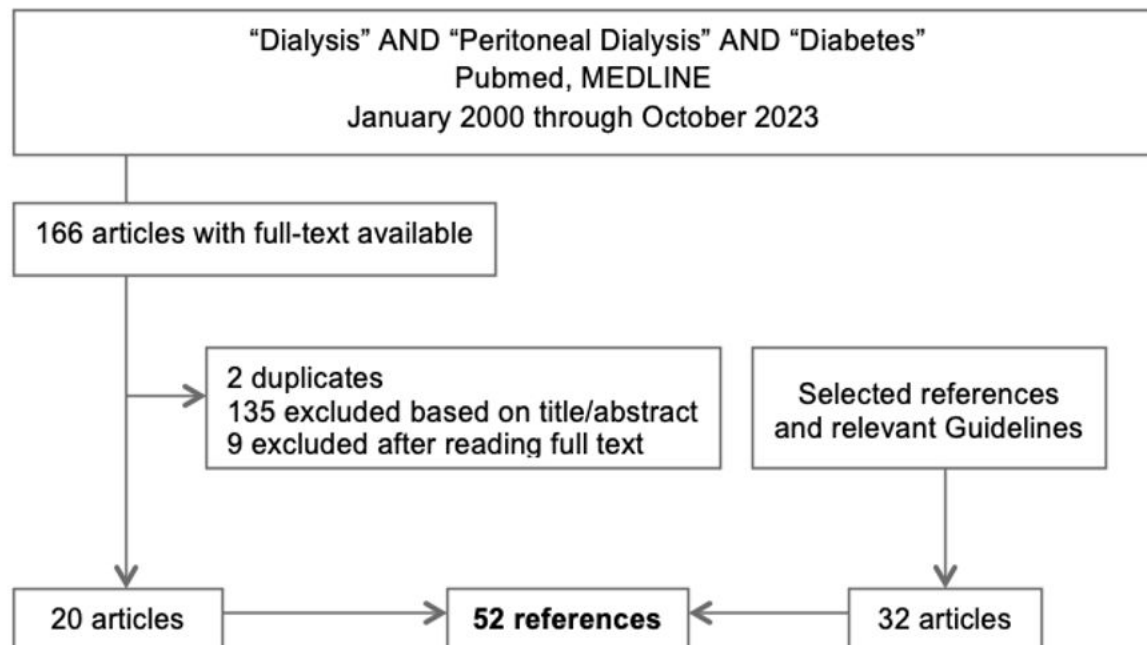 “Dialysis” AND “Peritoneal Dialysis” AND “Diabetes”
Pubmed, MEDLINE
January 2000 through October 2023
166 articles with full-text available
2 duplicates
135 excluded based on title/abstract
9 excluded after reading full text
Selected references
and relevant Guidelines
20 articles
52 references
32 articles